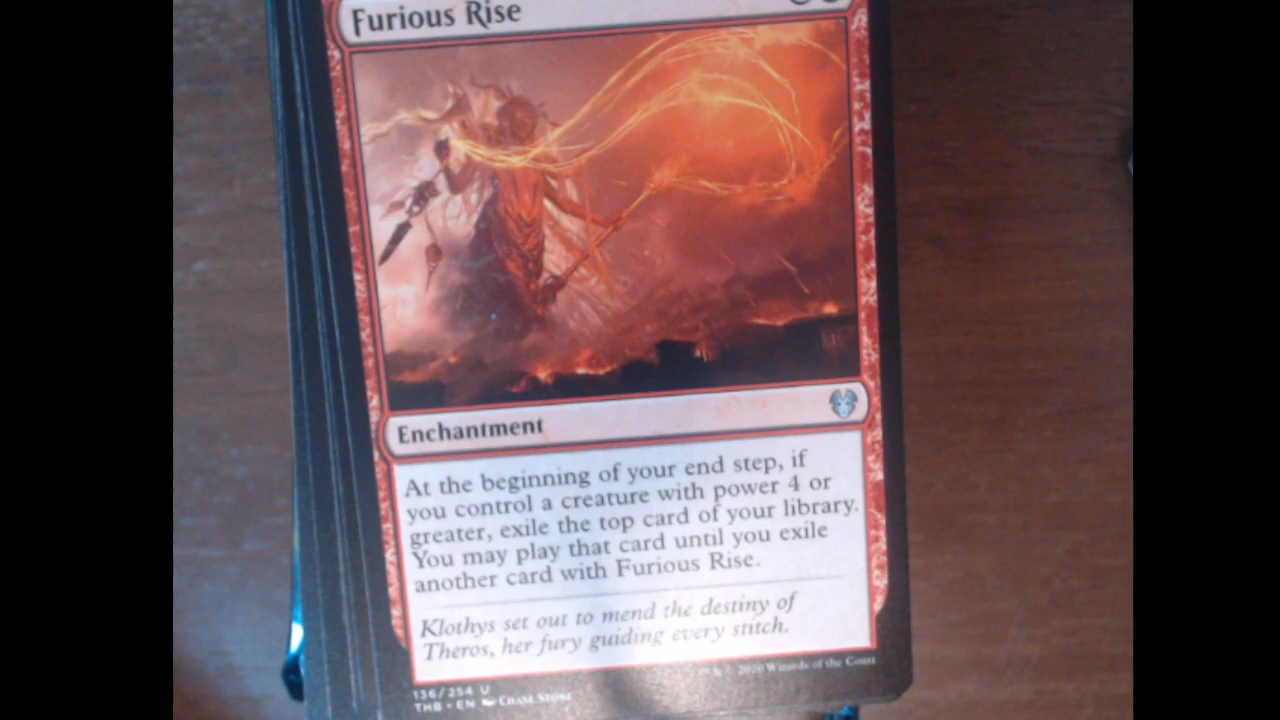 Furious Rise
Enchantment
At the beginning of your end step, if
you control a creature with power 4 or
greater, exile the top card of your library.
You may play that card until you exile
another card with Furious Rise.
Klothys set out to mend the destiny of
Theros, her fury guiding every stitch.
& © 2020 Wizards of the Coast
136/254 U
THB • EN Chase Stone